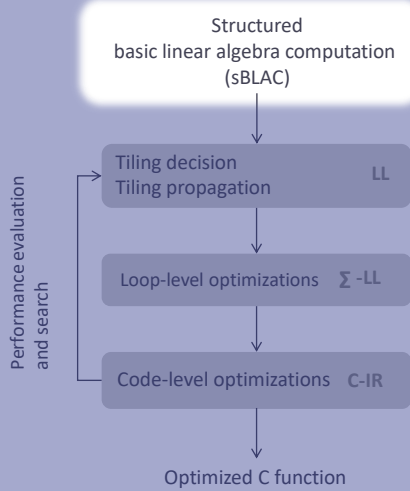 Structured
basic linear algebra computation
(sBLAC)
Tiling decision
Tiling propagation
LL
Loop-level optimizations
Σ -LL
Code-level optimizations
C-IR
Performance evaluation
and search
Optimized C function